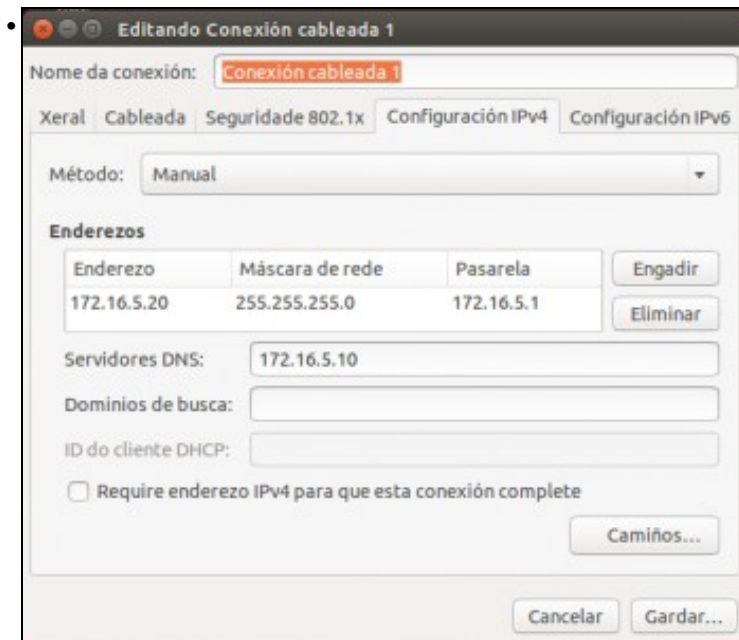 Editando Conexión cableada 1
Nome da conexión: Conexión cableada 1
Xeral Cableada Seguridade 802.1x Configuración IPv4 Configuración IPv6
Método: Manual
Enderezos
Enderezo Máscara de rede Pasarela Engadir
172.16.5.20 255.255.255.0 172.16.5.1 Eliminar
Servidores DNS: 172.16.5.10
Dominios de busca:
ID do cliente DHCP:
Require enderezo IPv4 para que esta conexión complete
Camiños...
Cancelar Gardar...